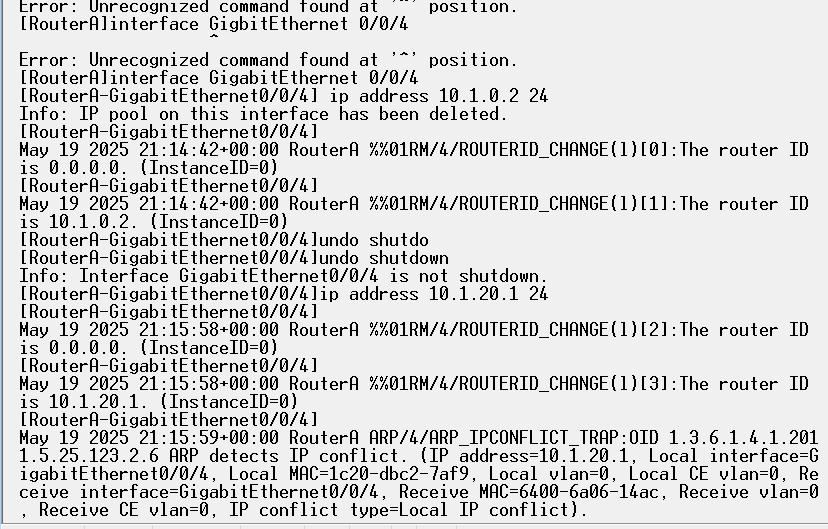 Error: Unrecognized command found at '^' position.
[RouterA]interface GigbitEthernet 0/0/4
^
Error: Unrecognized command found at '^' position.
[RouterA]interface GigabitEthernet 0/0/4
[RouterA-GigabitEthernet0/0/4] ip address 10.1.0.2 24
Info: IP pool on this interface has been deleted.
[RouterA-GigabitEthernet0/0/4]
May 19 2025 21:14:42+00:00 RouterA %%01RM/4/ROUTERID_CHANGE(l)[0]:The router ID
is 0.0.0.0. (InstanceID=0)
[RouterA-GigabitEthernet0/0/4]
May 19 2025 21:14:42+00:00 RouterA %%01RM/4/ROUTERID_CHANGE(l)[1]:The router ID
is 10.1.0.2. (InstanceID=0)
[RouterA-GigabitEthernet0/0/4]undo shutdo
[RouterA-GigabitEthernet0/0/4]undo shutdown
Info: Interface GigabitEthernet0/0/4 is not shutdown.
[RouterA-GigabitEthernet0/0/4]ip address 10.1.20.1 24
[RouterA-GigabitEthernet0/0/4]
May 19 2025 21:15:58+00:00 RouterA %%01RM/4/ROUTERID_CHANGE(l)[2]:The router ID
is 0.0.0.0. (InstanceID=0)
[RouterA-GigabitEthernet0/0/4]
May 19 2025 21:15:58+00:00 RouterA %%01RM/4/ROUTERID_CHANGE(l)[3]:The router ID
is 10.1.20.1. (InstanceID=0)
[RouterA-GigabitEthernet0/0/4]
May 19 2025 21:15:59+00:00 RouterA ARP/4/ARP_IPCONFLICT_TRAP:OID 1.3.6.1.4.1.201
1.5.25.123.2.6 ARP detects IP conflict. (IP address=10.1.20.1, Local interface=G
igabitEthernet0/0/4, Local MAC=1c20-dbc2-7af9, Local vlan=0, Local CE vlan=0, Re
ceive interface=GigabitEthernet0/0/4, Receive MAC=6400-6a06-14ac, Receive vlan=0
, Receive CE vlan=0, IP conflict type=Local IP conflict).